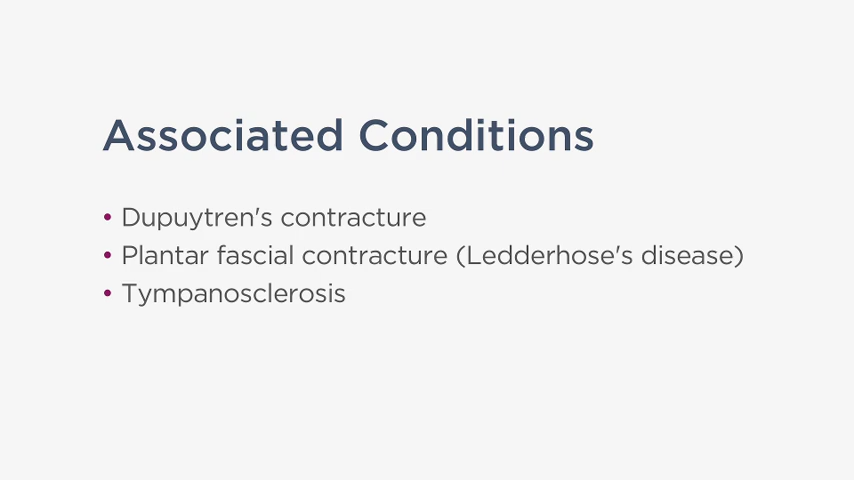 Associated Conditions
• Dupuytren's contracture
• Plantar fascial contracture (Ledderhose's disease)
• Tympanosclerosis